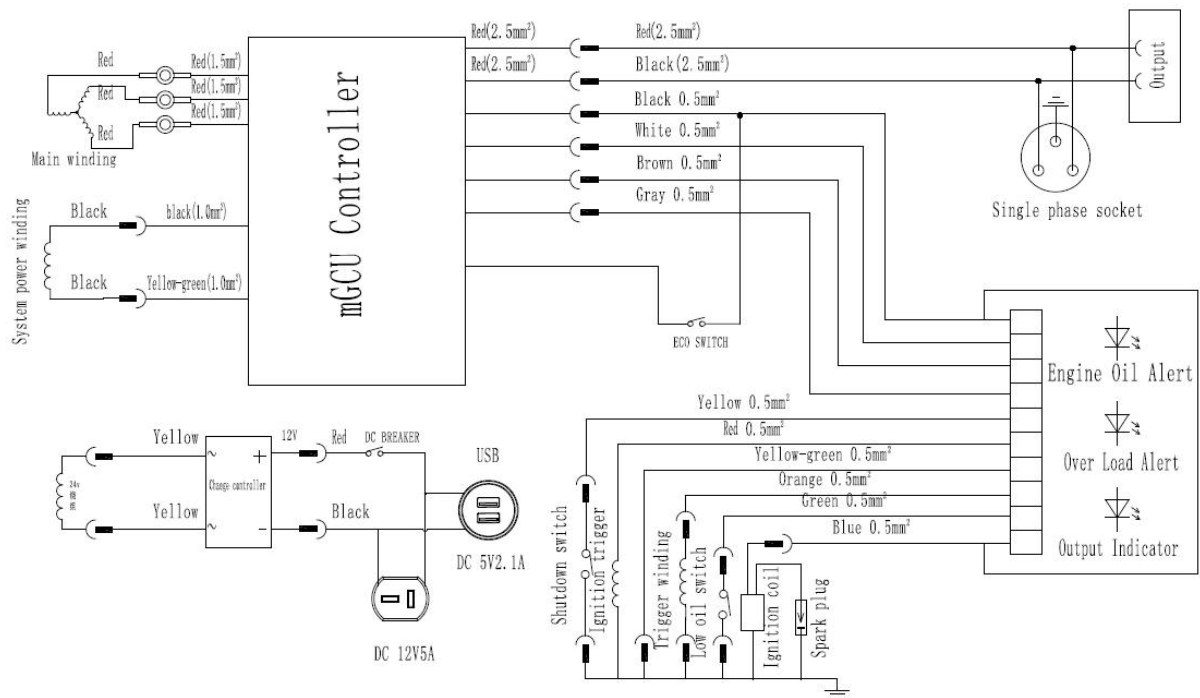 Red
Red(1.5mm²)
Red
Red(1.5mm²)
Red(1.5mm²)
Red
Main winding
System power winding
Black
black(1.0mm²)
Black
Yellow-green(1.0mm²)
mGCU Controller
Red(2.5mm²)
Red(2.5mm²)
Red(2.5mm²)
Black(2.5mm²)
Black 0.5mm²
White 0.5mm²
Brown 0.5mm²
Gray 0.5mm²
Output
Single phase socket
ECO SWITCH
Engine Oil Alert
Over Load Alert
Output Indicator
Yellow 0.5mm²
Red 0.5mm²
Yellow-green 0.5mm²
Orange 0.5mm²
Green 0.5mm²
Blue 0.5mm²
Shutdown switch
Ignition trigger
Trigger winding
Low oil switch
Ignition coil
Spark plug
24v
Yellow
Yellow
~
~
+
-
Change controller
12V
Red
DC BREAKER
Black
USB
DC 5V2.1A
DC 12V5A